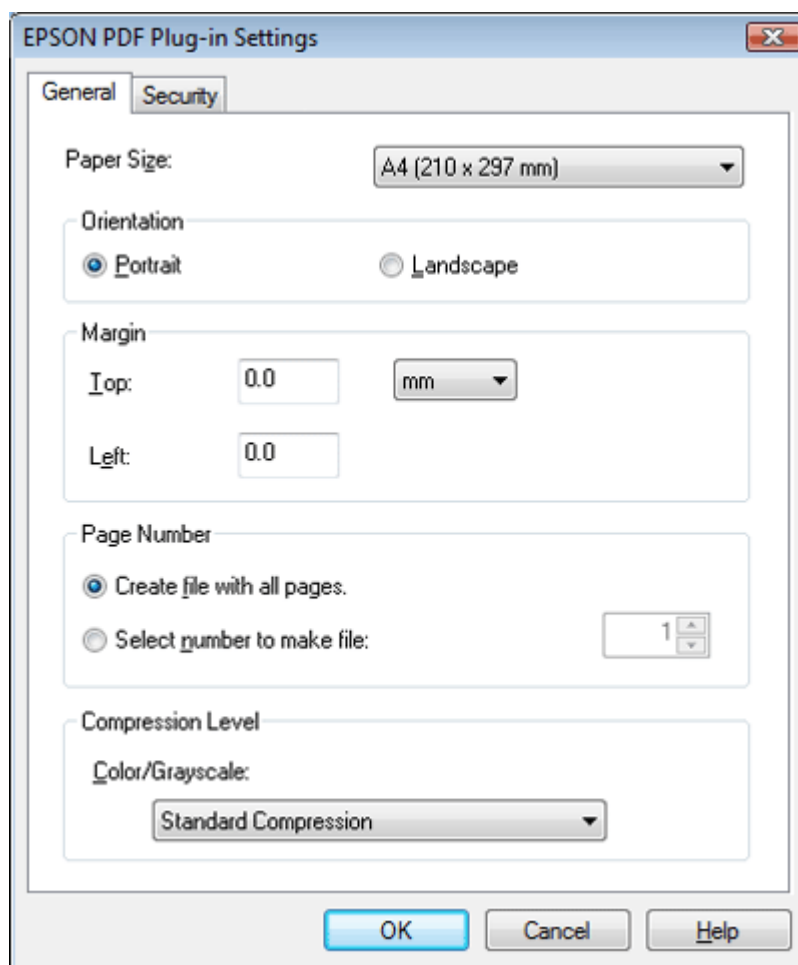 EPSON PDF Plug-in Settings
General Security
Paper Size: A4 (210 x 297 mm)
Orientation
Portrait Landscape
Margin
Top: 0.0 mm
Left: 0.0
Page Number
Create file with all pages.
Select number to make file: 1
Compression Level
Color/Grayscale:
Standard Compression
OK Cancel Help